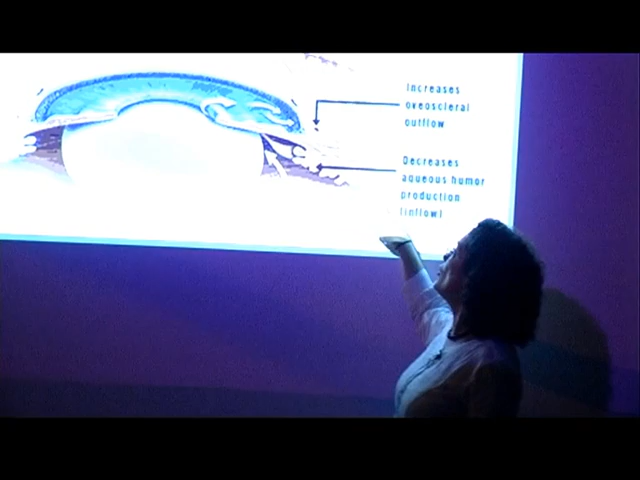 Increases
uveoscleral
outflow
Decreases
aqueous humor
production
(inflow)